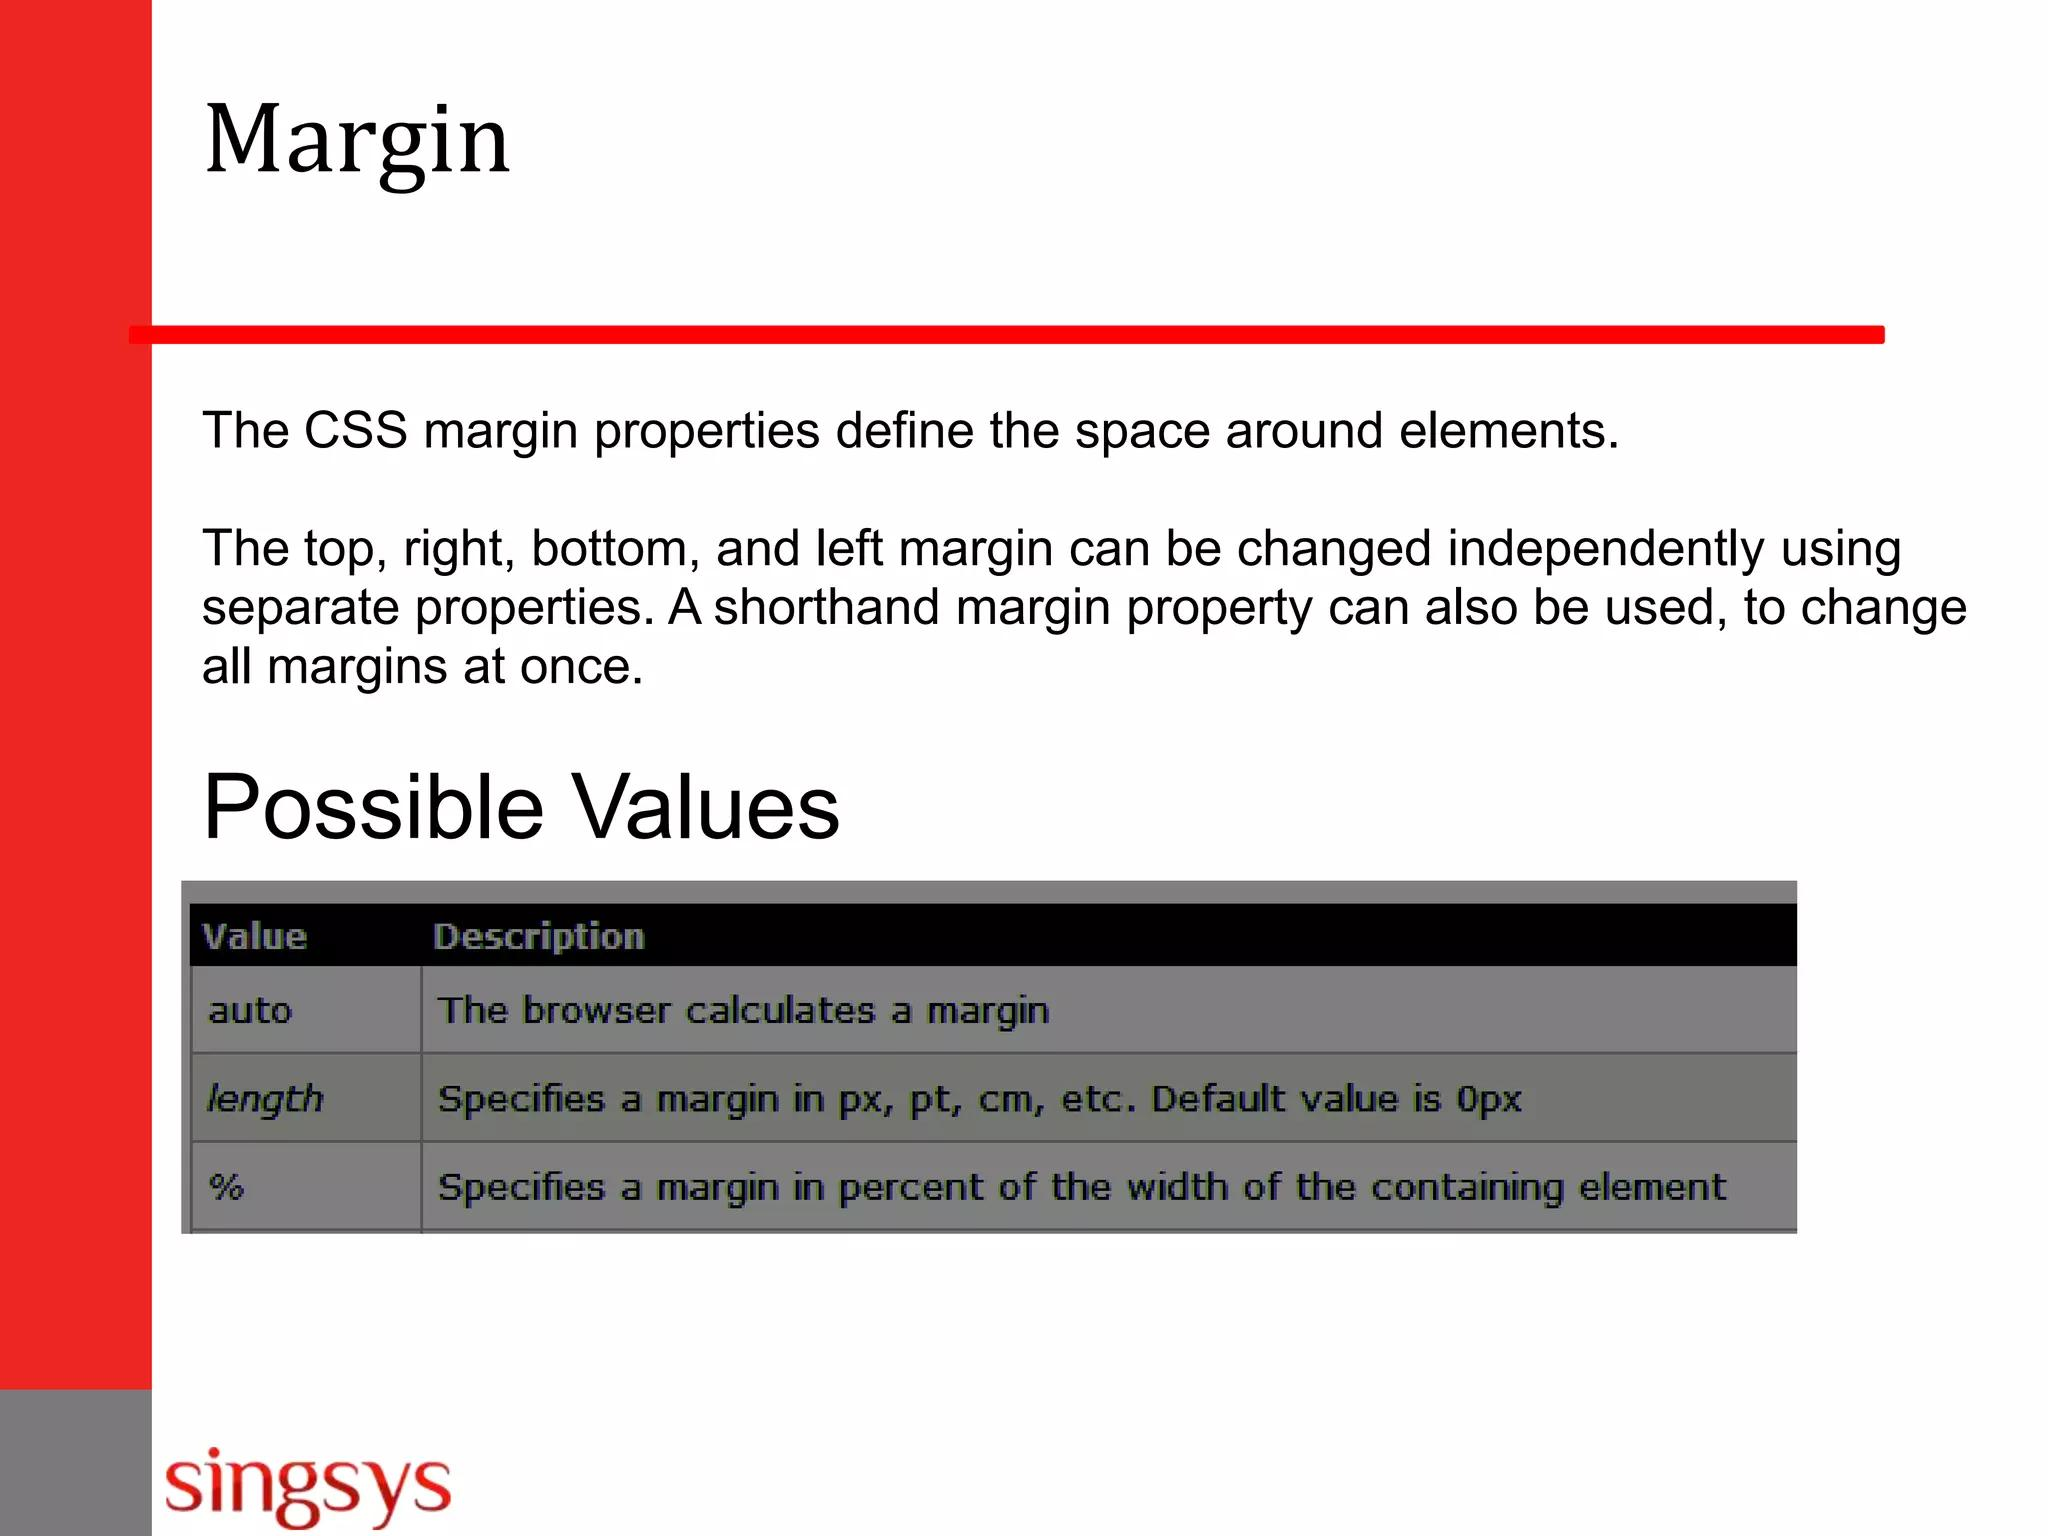 Margin
The CSS margin properties define the space around elements.
The top, right, bottom, and left margin can be changed independently using
separate properties. A shorthand margin property can also be used, to change
all margins at once.
Possible Values
Value Description
auto The browser calculates a margin
length Specifies a margin in px, pt, cm, etc. Default value is 0px
% Specifies a margin in percent of the width of the containing element
singsys